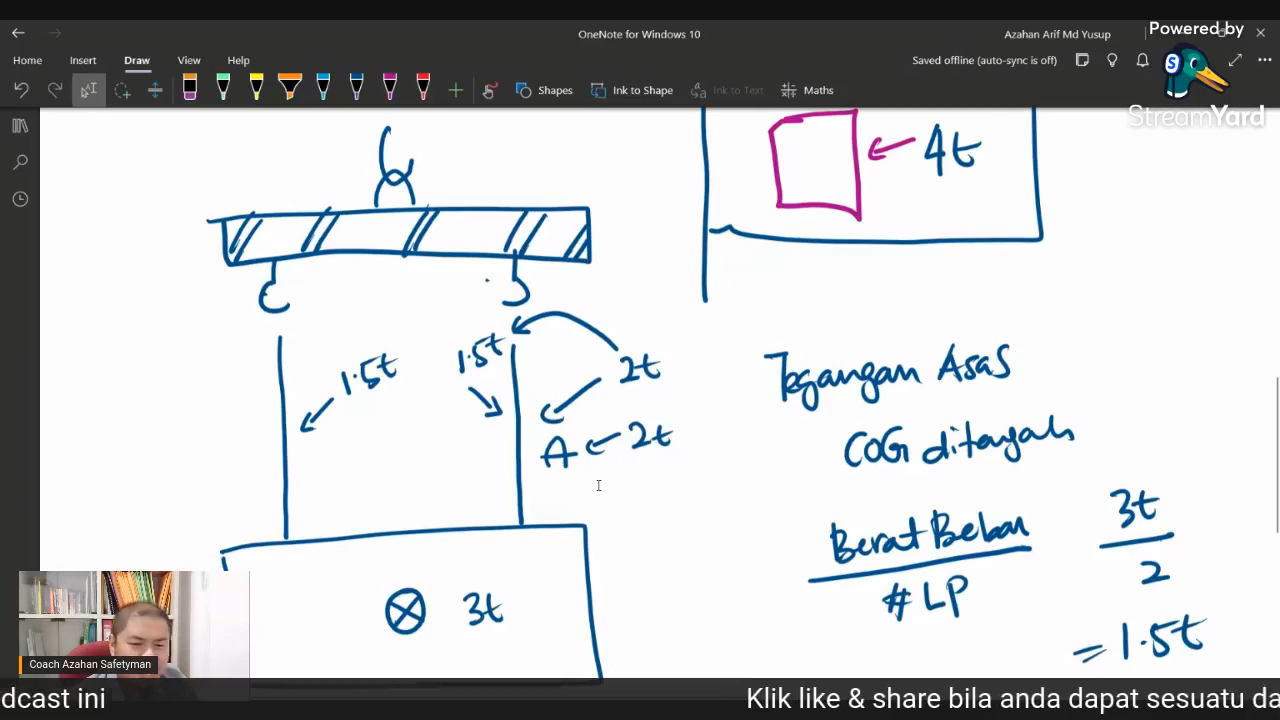 OneNote for Windows 10
Azahan Arif Md Yusup
Powered by
StreamYard
Home
Insert
Draw
View
Help
Saved offline (auto-sync is off)
Shapes
Ink to Shape
Ink to Text
Maths
4t
1.5t
1.5t
2t
A
2t
3t
Tegangan Asas
COG ditengah
Berat Beban
# LP
3t
2
= 1.5t
Coach Azahan Safetyman
dcast ini
Klik like & share bila anda dapat sesuatu da